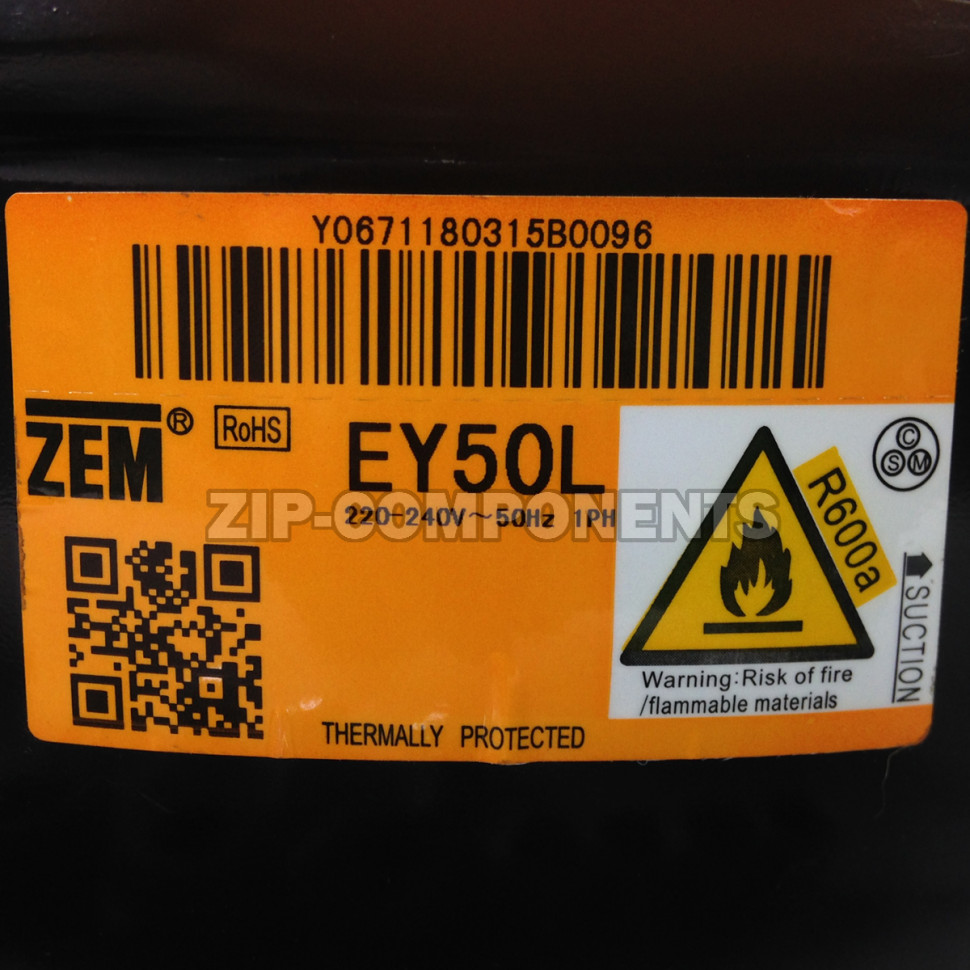 Y0671180315B0096
ZEM® RoHS EY50L
220-240V~50Hz 1PH
ZIP-COMPONENTS
R600a
C
S M
SUCTION
Warning:Risk of fire
/flammable materials
THERMALLY PROTECTED